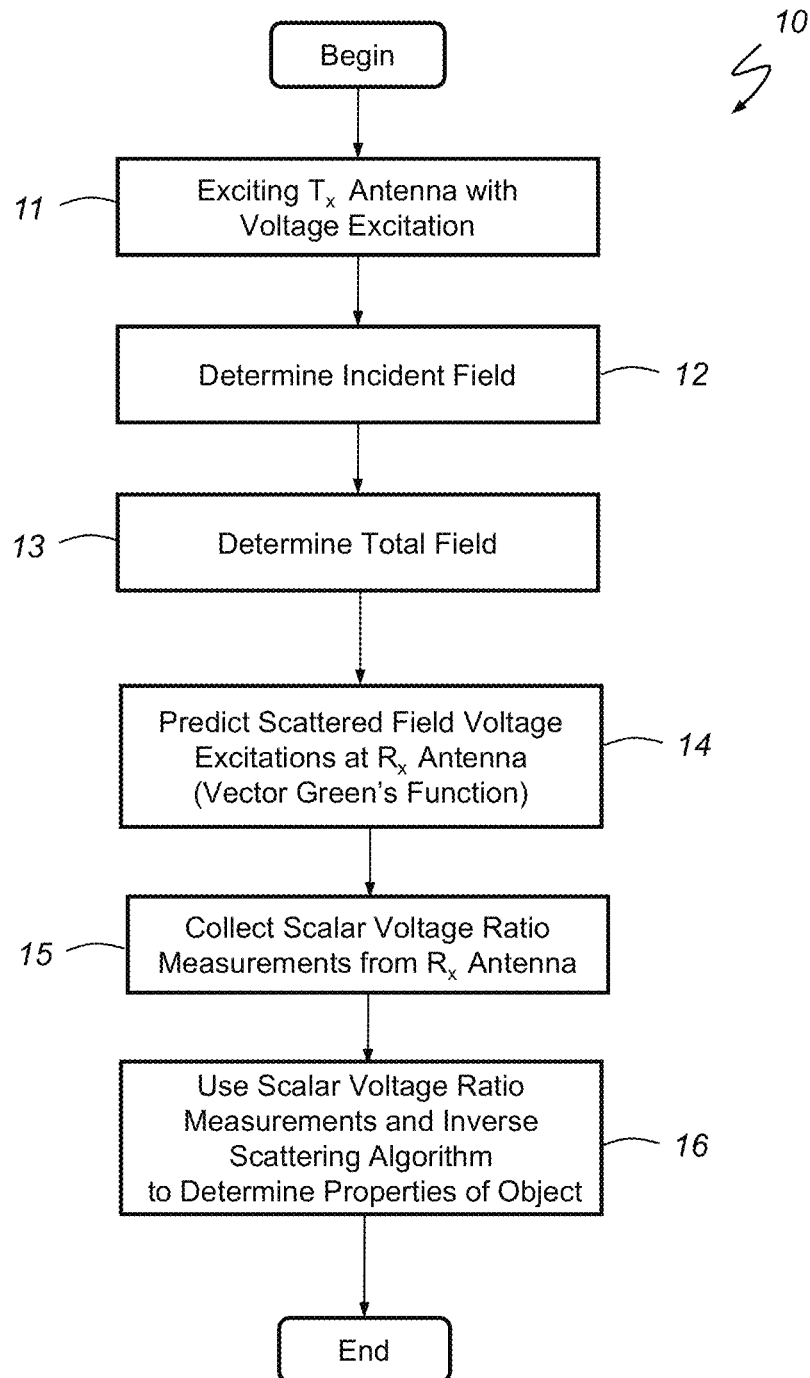 10
Begin
11
Exciting Tx Antenna with
Voltage Excitation
Determine Incident Field
12
13
Determine Total Field
Predict Scattered Field Voltage
Excitations at Rx Antenna
(Vector Green's Function)
14
15
Collect Scalar Voltage Ratio
Measurements from Rx Antenna
Use Scalar Voltage Ratio
Measurements and Inverse
Scattering Algorithm
to Determine Properties of Object
16
End